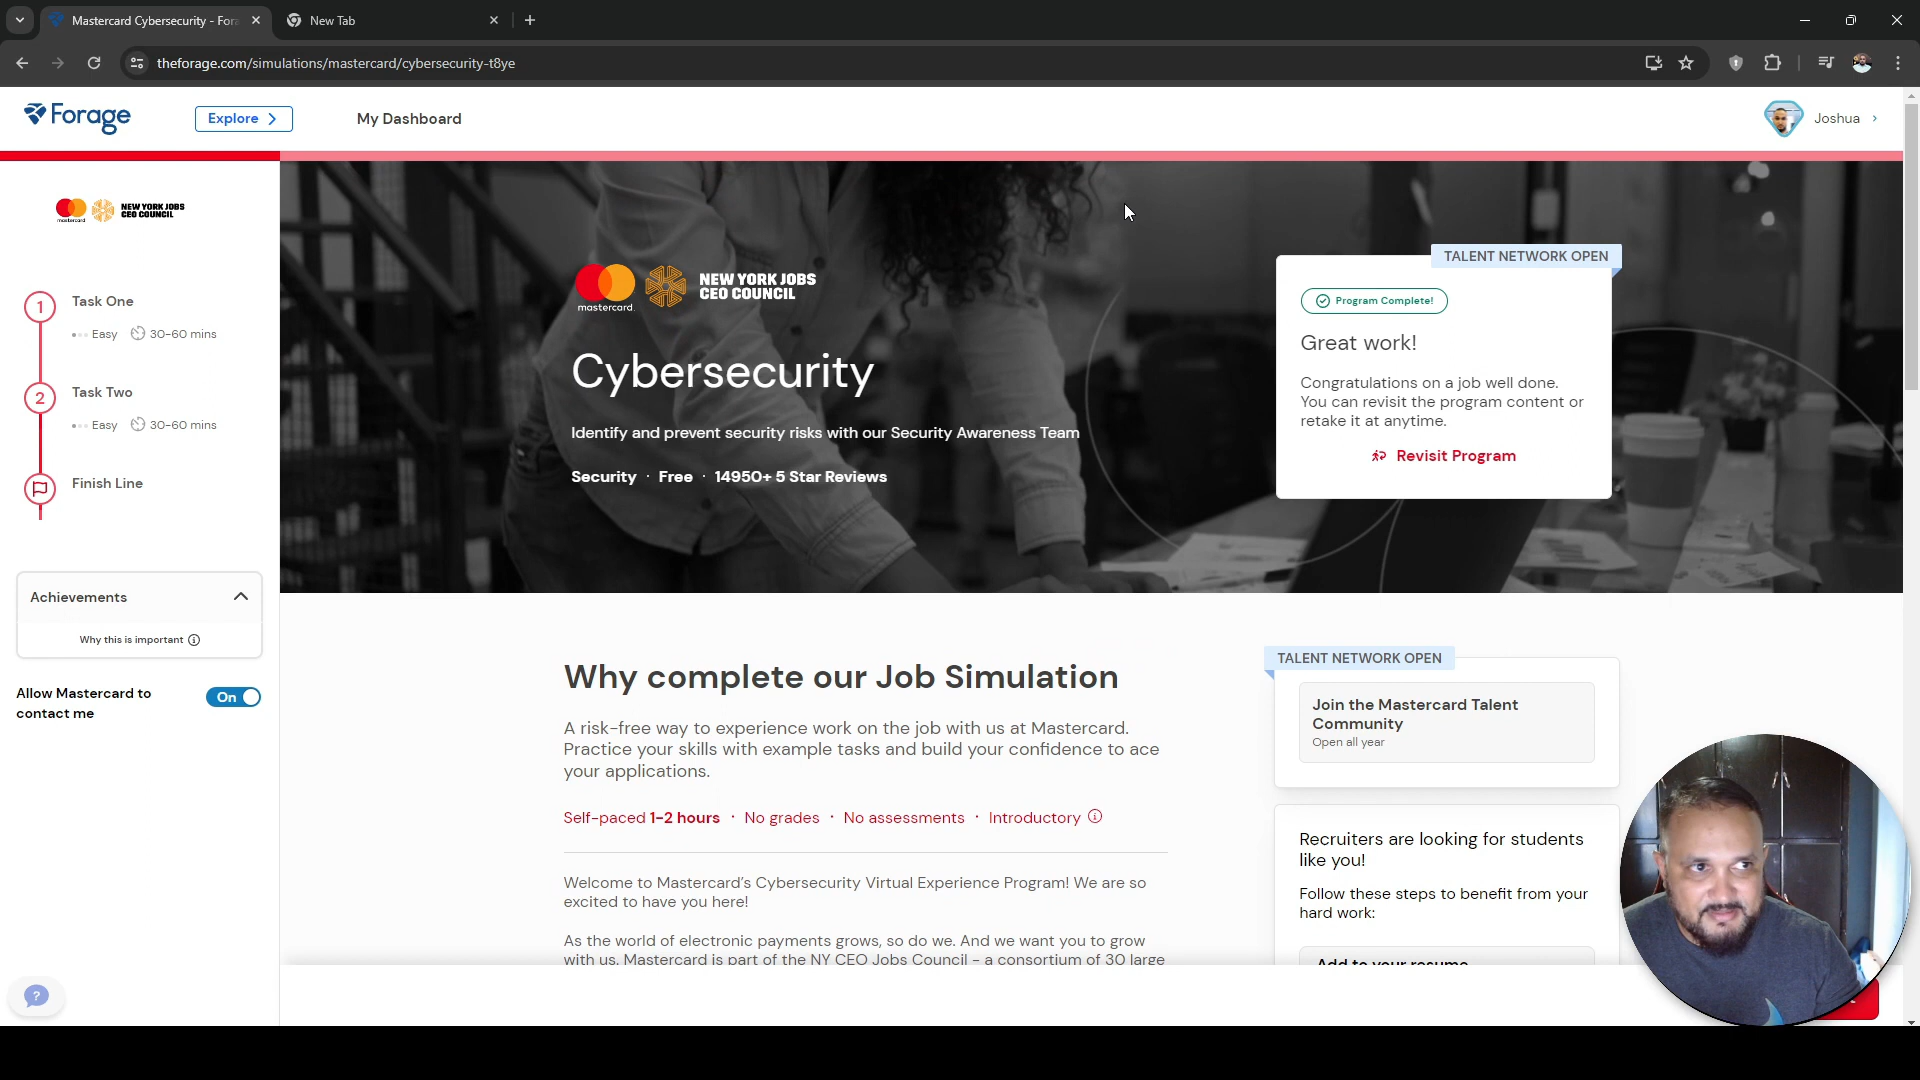 Mastercard Cybersecurity - Fora
New Tab
theforage.com/simulations/mastercard/cybersecurity-t8ye
Forage
Explore
My Dashboard
Joshua
mastercard
NEW YORK JOBS
CEO COUNCIL
1
Task One
Easy
30-60 mins
2
Task Two
Easy
30-60 mins
Finish Line
Achievements
Why this is important
Allow Mastercard to
contact me
On
mastercard.
NEW YORK JOBS
CEO COUNCIL
Cybersecurity
Identify and prevent security risks with our Security Awareness Team
Security · Free · 14950+ 5 Star Reviews
TALENT NETWORK OPEN
Program Complete!
Great work!
Congratulations on a job well done.
You can revisit the program content or
retake it at anytime.
Revisit Program
Why complete our Job Simulation
A risk-free way to experience work on the job with us at Mastercard.
Practice your skills with example tasks and build your confidence to ace
your applications.
Self-paced 1-2 hours · No grades · No assessments · Introductory
Welcome to Mastercard's Cybersecurity Virtual Experience Program! We are so
excited to have you here!
As the world of electronic payments grows, so do we. And we want you to grow
with us. Mastercard is part of the NY CEO Jobs Council - a consortium of 30 large
TALENT NETWORK OPEN
Join the Mastercard Talent
Community
Open all year
Recruiters are looking for students
like you!
Follow these steps to benefit from your
hard work:
Add to your resume
?